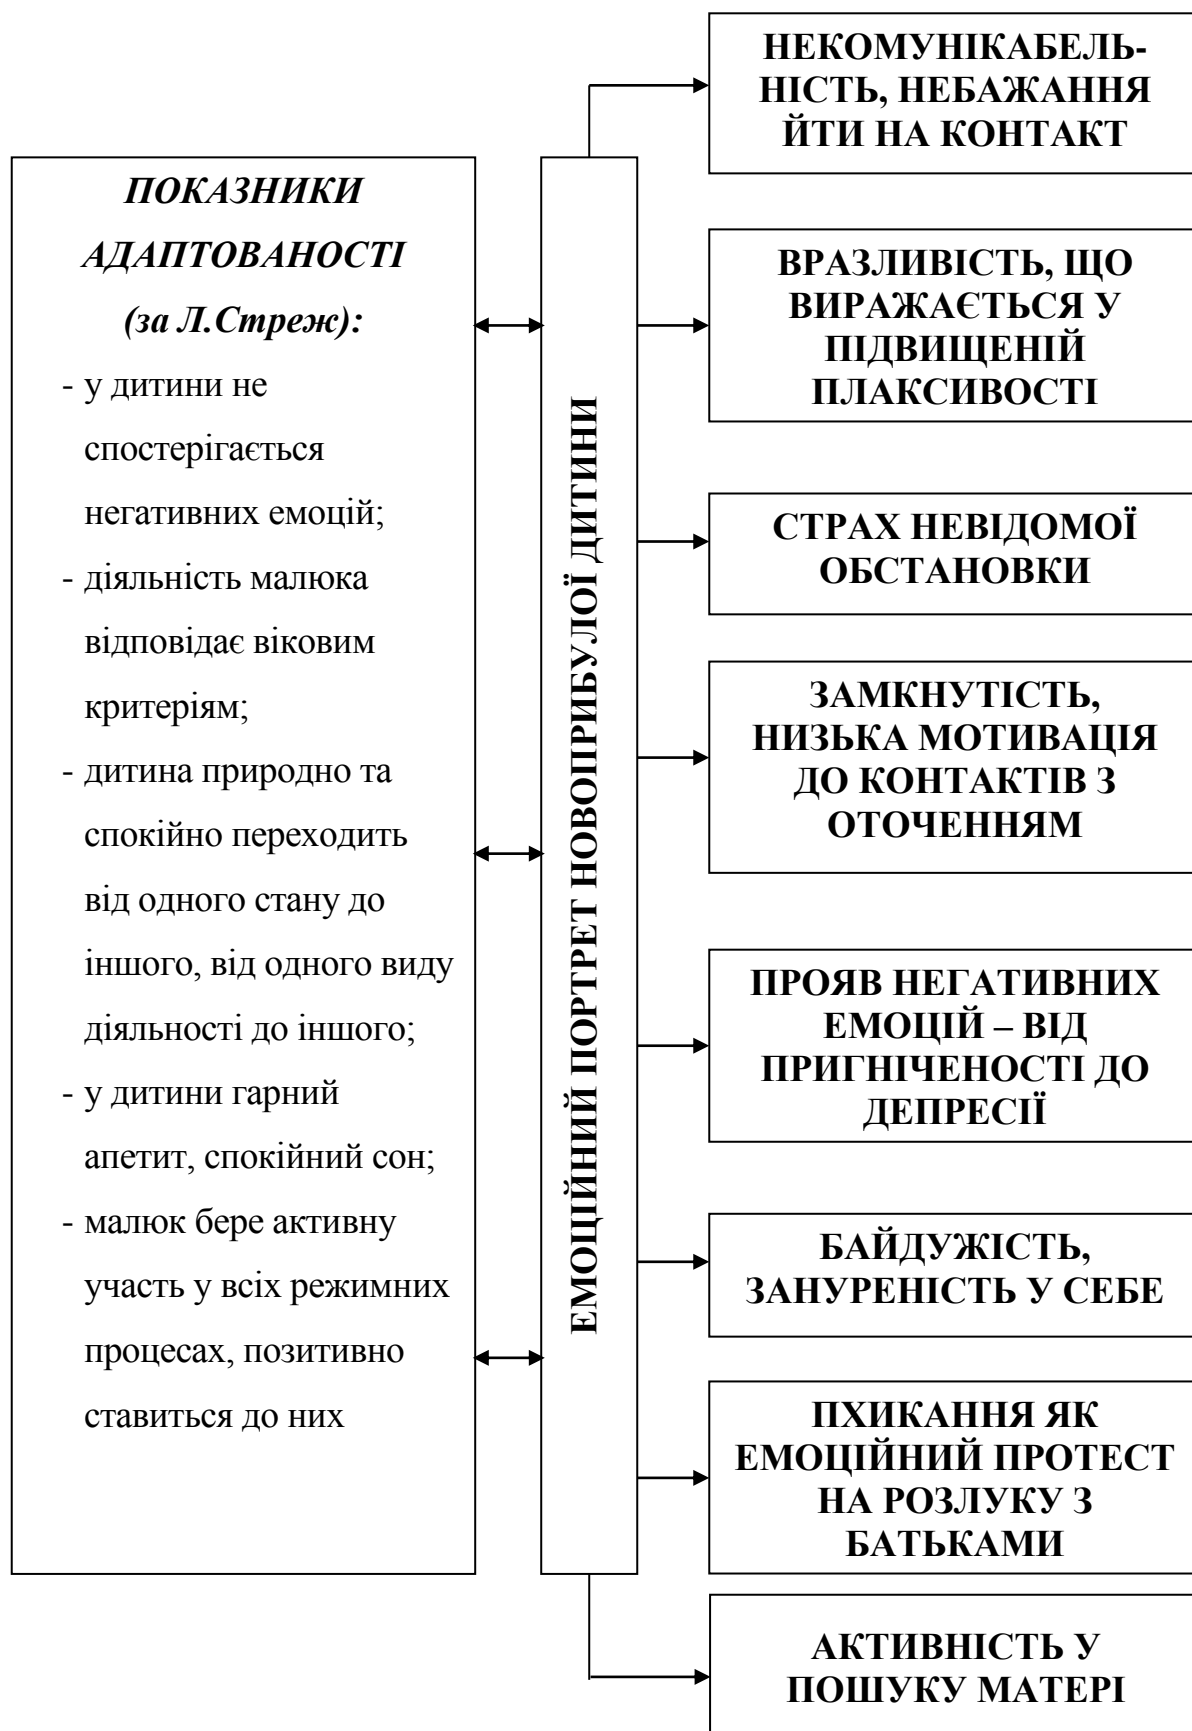 ПОКАЗНИКИ
АДАПТОВАНОСТІ
(за Л.Стреж):
- у дитини не
спостерігається
негативних емоцій;
- діяльність малюка
відповідає віковим
критеріям;
- дитина природно та
спокійно переходить
від одного стану до
іншого, від одного виду
діяльності до іншого;
- у дитини гарний
апетит, спокійний сон;
- малюк бере активну
участь у всіх режимних
процесах, позитивно
ставиться до них
ЕМОЦІЙНИЙ ПОРТРЕТ НОВОПРИБУЛОЇ ДИТИНИ
НЕКОМУНІКАБЕЛЬ-
НІСТЬ, НЕБАЖАННЯ
ЙТИ НА КОНТАКТ
ВРАЗЛИВІСТЬ, ЩО
ВИРАЖАЄТЬСЯ У
ПІДВИЩЕНІЙ
ПЛАКСИВОСТІ
СТРАХ НЕВІДОМОЇ
ОБСТАНОВКИ
ЗАМКНУТІСТЬ,
НИЗЬКА МОТИВАЦІЯ
ДО КОНТАКТІВ З
ОТОЧЕННЯМ
ПРОЯВ НЕГАТИВНИХ
ЕМОЦІЙ – ВІД
ПРИГНІЧЕНОСТІ ДО
ДЕПРЕСІЇ
БАЙДУЖІСТЬ,
ЗАНУРЕНІСТЬ У СЕБЕ
ПХИКАННЯ ЯК
ЕМОЦІЙНИЙ ПРОТЕСТ
НА РОЗЛУКУ З
БАТЬКАМИ
АКТИВНІСТЬ У
ПОШУКУ МАТЕРІ